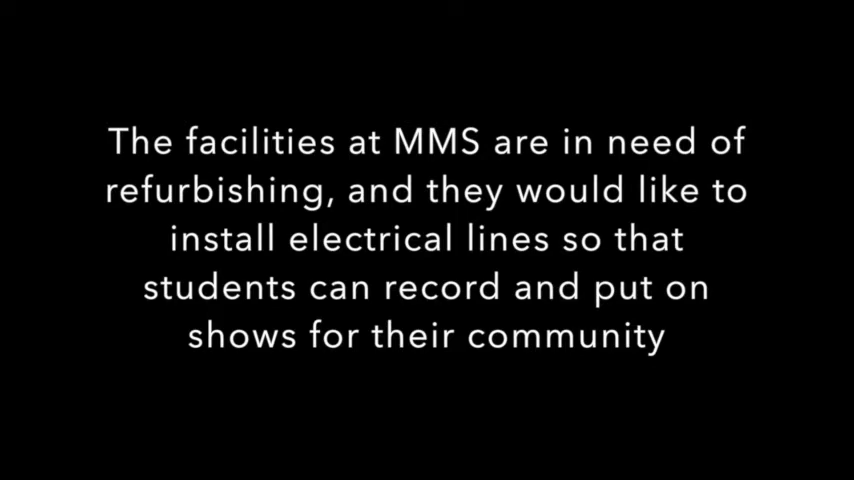 The facilities at MMS are in need of
refurbishing, and they would like to
install electrical lines so that
students can record and put on
shows for their community